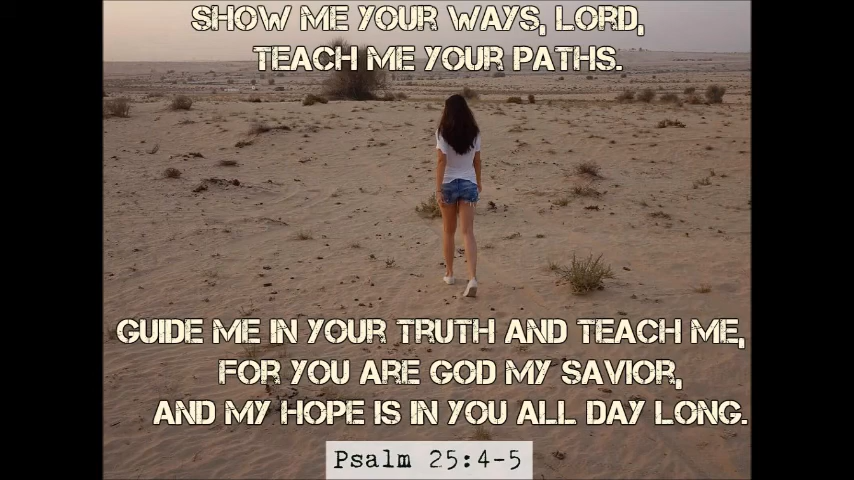 SHOW ME YOUR WAYS, LORD,
TEACH ME YOUR PATHS.
GUIDE ME IN YOUR TRUTH AND TEACH ME,
FOR YOU ARE GOD MY SAVIOR,
AND MY HOPE IS IN YOU ALL DAY LONG.
Psalm 25:4-5